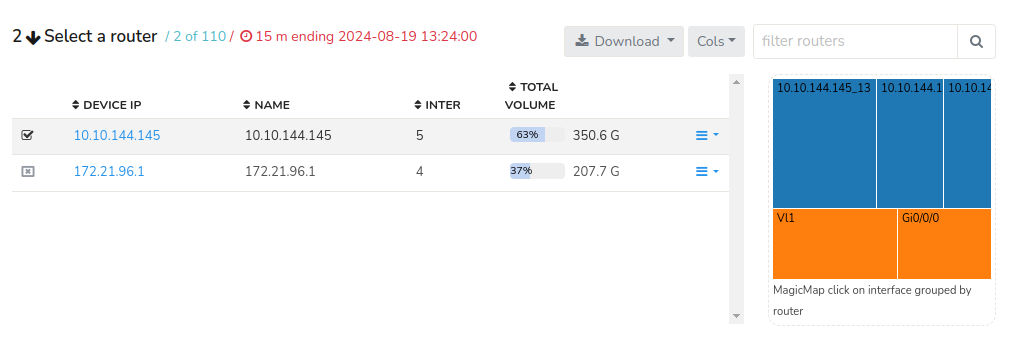 2 Select a router / 2 of 110 / 15 m ending 2024-08-19 13:24:00
Download
Cols
filter routers
DEVICE IP NAME INTER TOTAL VOLUME
10.10.144.145 10.10.144.145 5 63% 350.6 G
172.21.96.1 172.21.96.1 4 37% 207.7 G
10.10.144.145_13 10.10.144.1 10.10.14
Vl1 Gi0/0/0
MagicMap click on interface grouped by
router